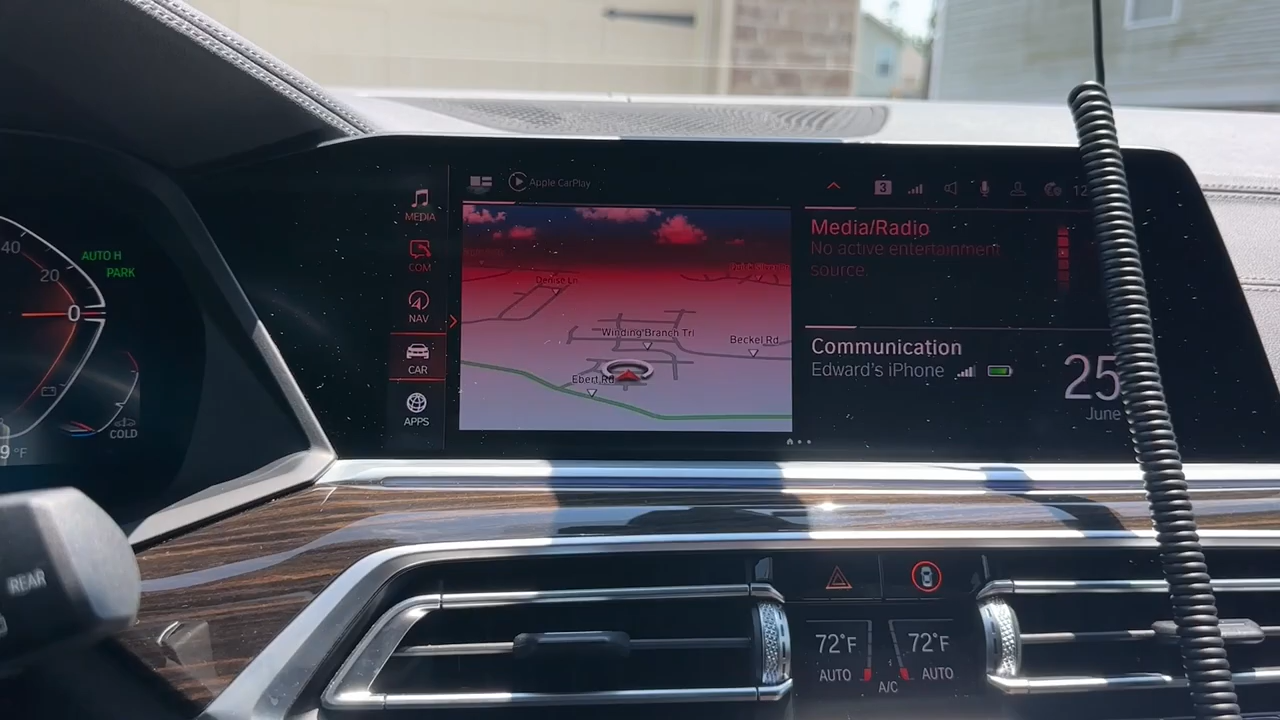 40
20
0
AUTO H
PARK
COLD
9 °F
REAR
MEDIA
COM
NAV
CAR
APPS
Apple CarPlay
3
12
Denise Ln
Winding Branch Trl
Beckel Rd
Ebert Rd
Media/Radio
No active entertainment
source.
Communication
Edward's iPhone
25
June
72°F
AUTO
A/C
72°F
AUTO